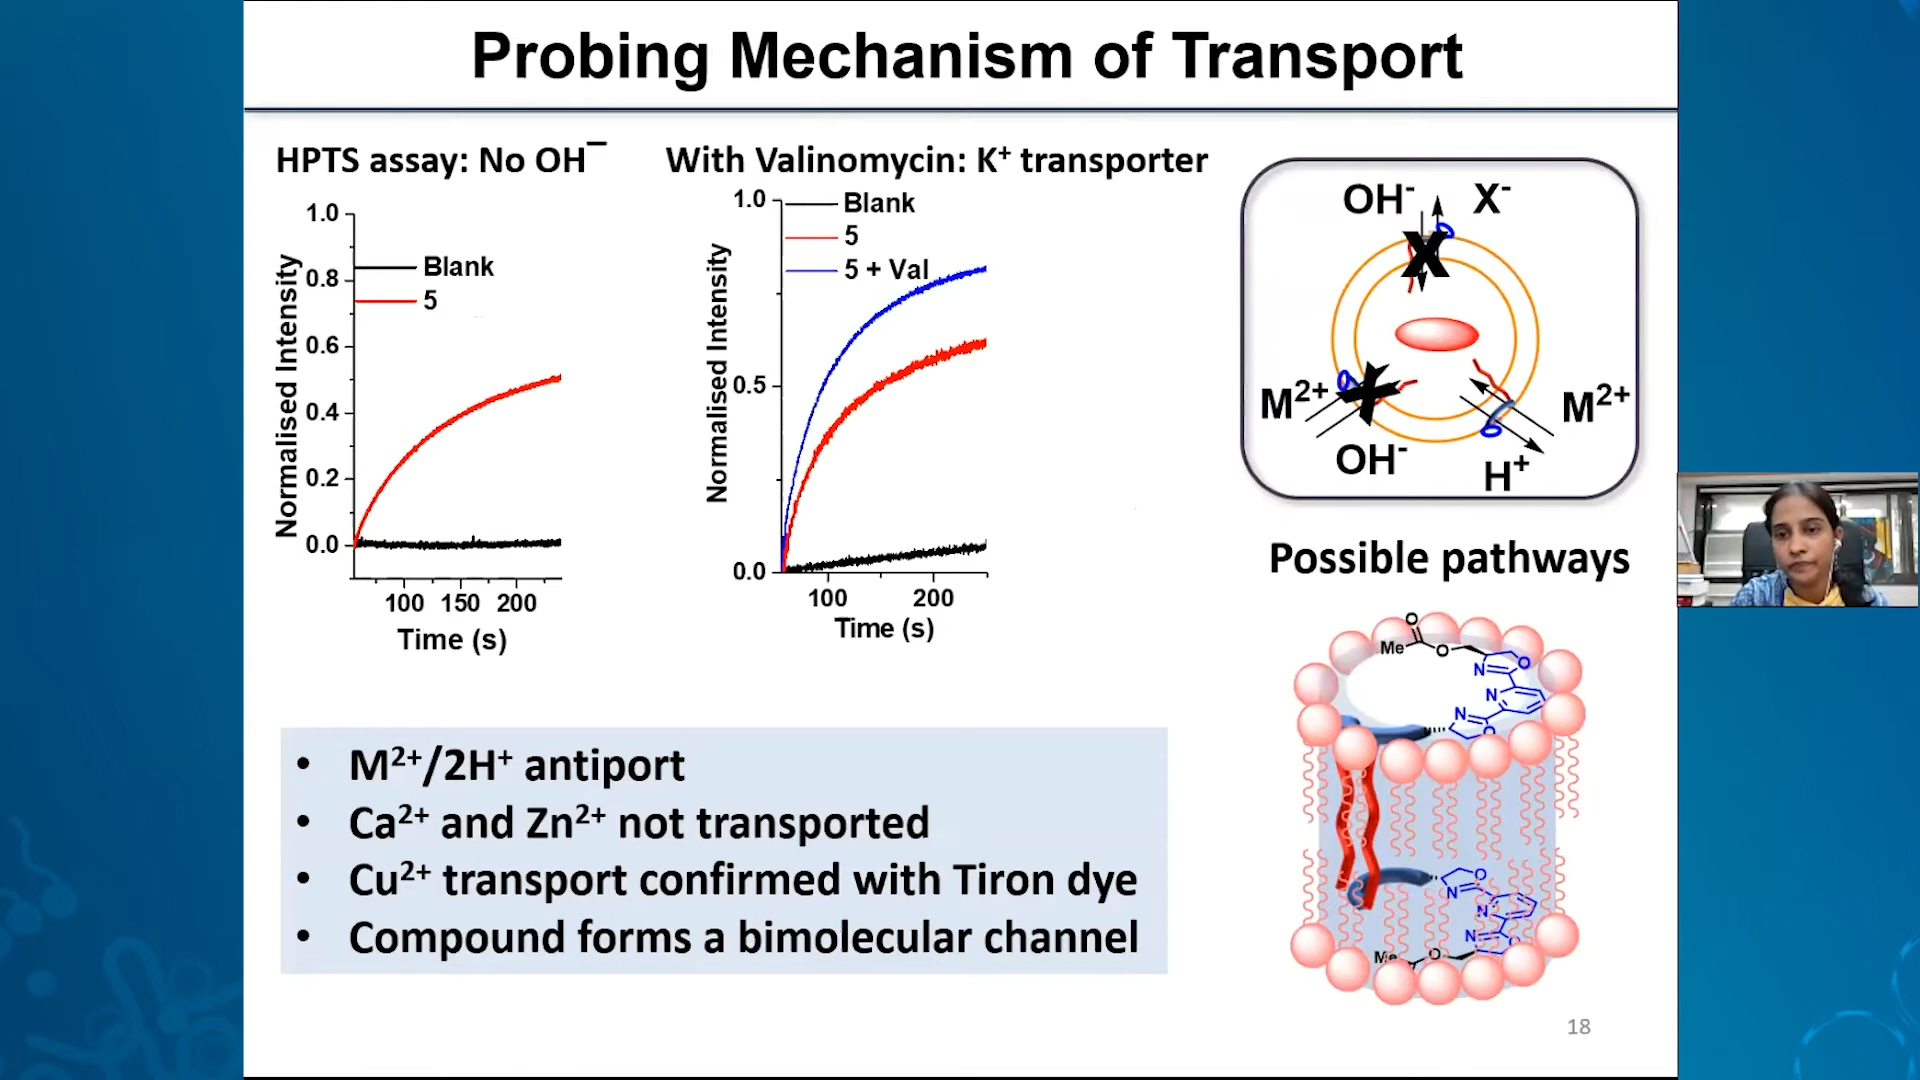 Probing Mechanism of Transport
HPTS assay: No OH⁻
1.0
0.8
0.6
0.4
0.2
0.0
Normalised Intensity
Blank
5
100 150 200
Time (s)
With Valinomycin: K⁺ transporter
1.0
0.5
0.0
Normalised Intensity
Blank
5
5 + Val
100 200
Time (s)
OH⁻ X⁻
M²⁺ M²⁺
OH⁻ H⁺
Possible pathways
O
Me O O
N
N
N O
• M²⁺/2H⁺ antiport
• Ca²⁺ and Zn²⁺ not transported
• Cu²⁺ transport confirmed with Tiron dye
• Compound forms a bimolecular channel
O
N
N
N
Me O
18